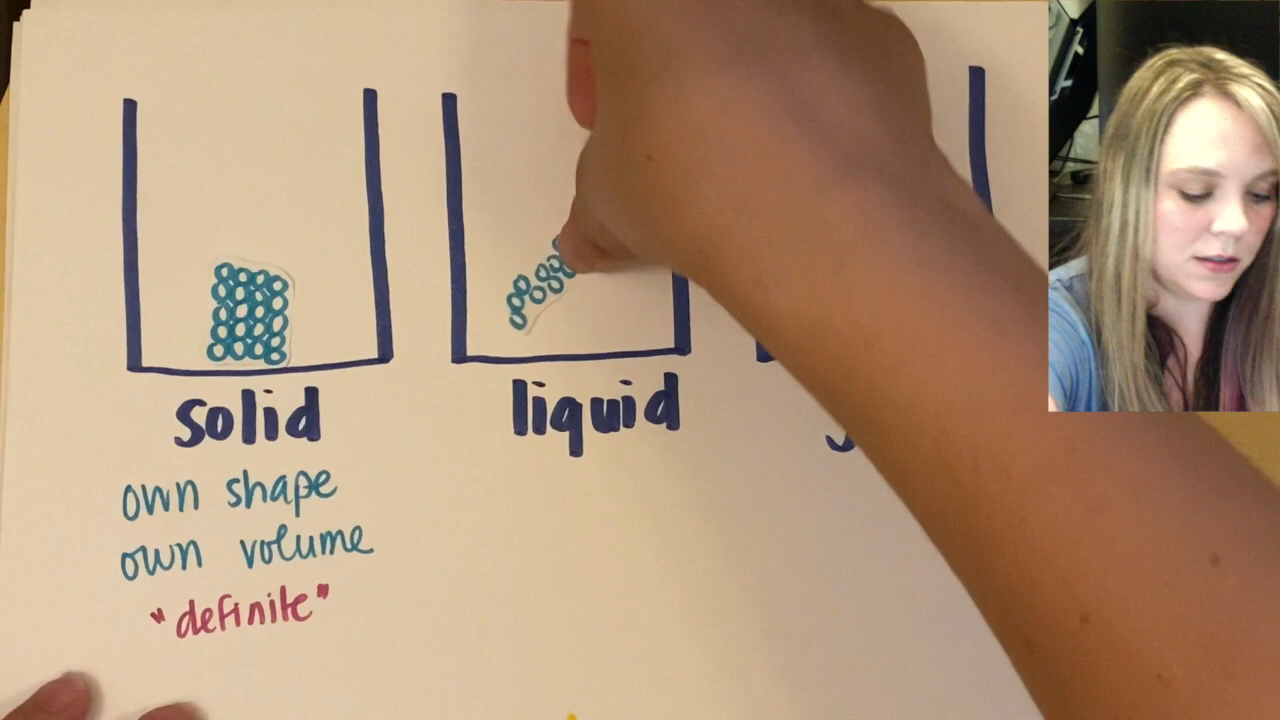 solid
liquid
own shape
own volume
"definite"